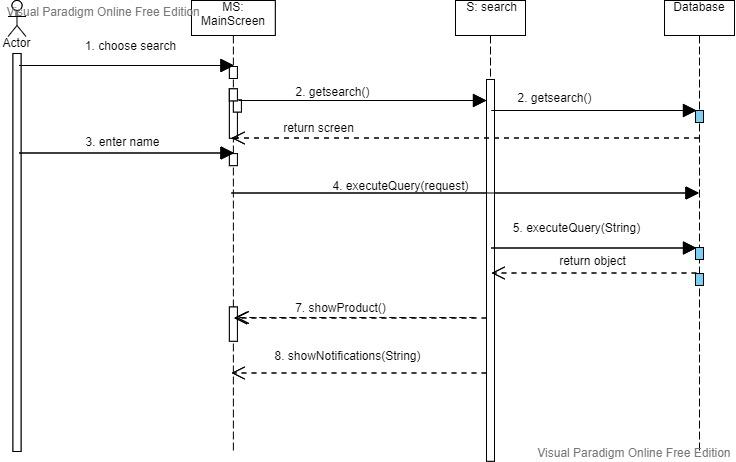 Visual Paradigm Online Free Edition
MS:
MainScreen
S: search
Database
Actor
1. choose search
2. getsearch()
2. getsearch()
return screen
3. enter name
4. executeQuery(request)
5. executeQuery(String)
return object
7. showProduct()
8. showNotifications(String)
Visual Paradigm Online Free Edition